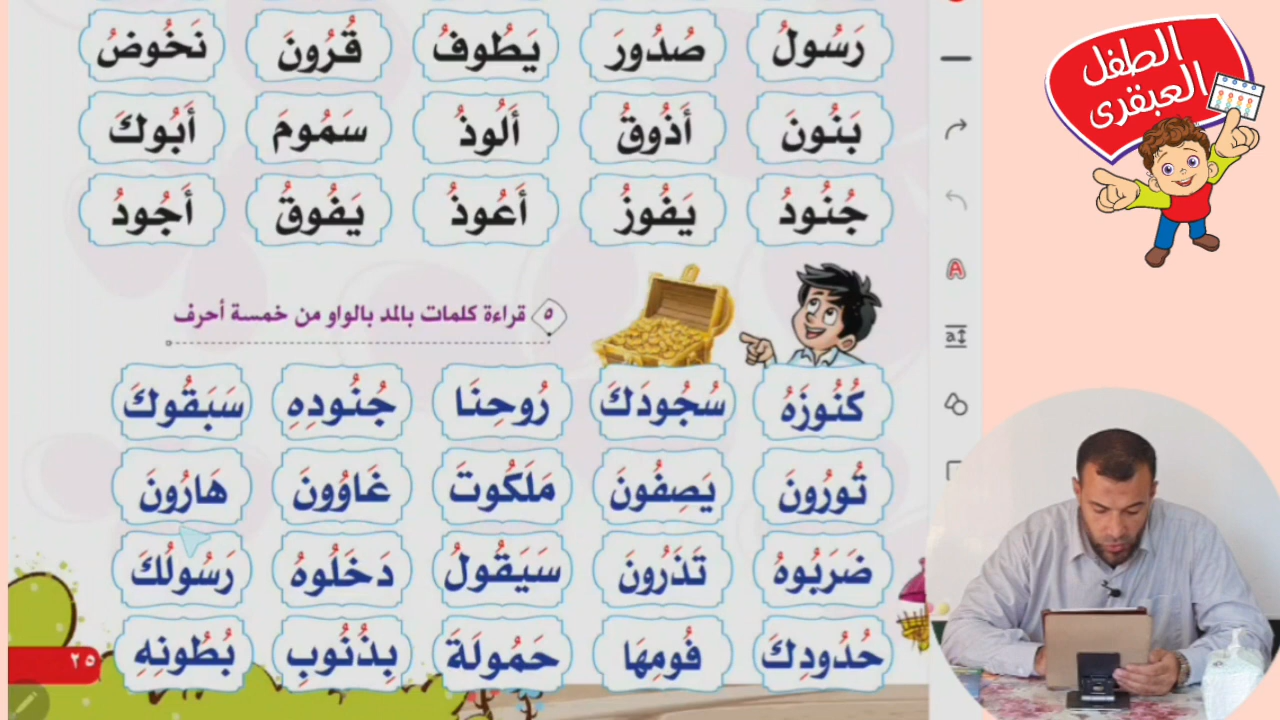 رَسُولُ صُدُورَ يَطُوفُ قُرُونَ نَخُوضُ
بَنُونَ أَذُوقُ أَلُوذُ سَمُومَ أَبُوكَ
جُنُودُ يَفُوزُ أَعُوذُ يَفُوقُ أَجُودُ
٥ قراءة كلمات بالمد بالواو من خمسة أحرف
كُنُوزَهُ سُجُودَكَ رُوحِنَا جُنُودِهِ سَبَقُوكَ
تُورُونَ يَصِفُونَ مَلَكُوتَ غَاوُونَ هَارُونَ
ضَرَبُوهُ تَذَرُونَ سَيَقُولُ دَخَلُوهُ رَسُولُكَ
حُدُودِكَ فُومِهَا حَمُولَةَ بِذُنُوبِ بُطُونِهِ
٢٥
الطفل
العبقرى
A
a